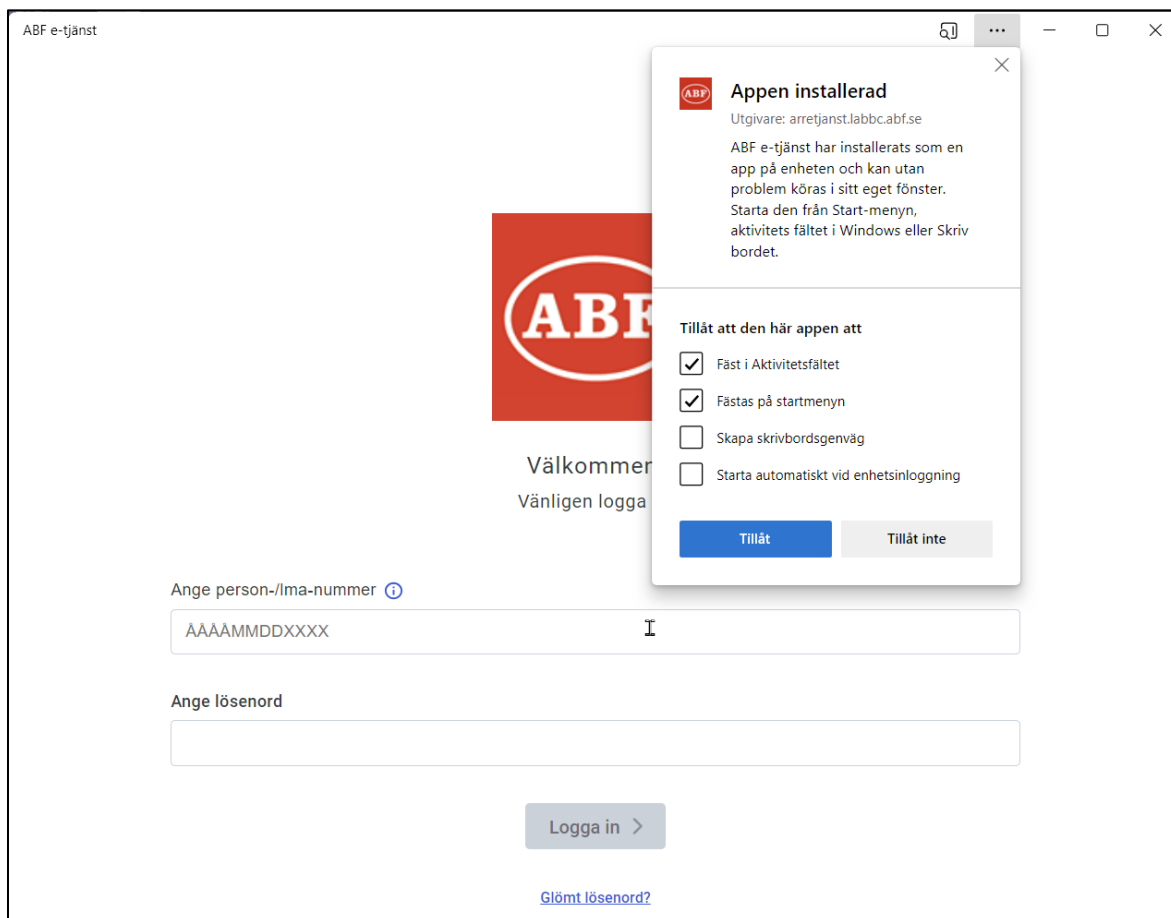 ABF e-tjänst
ABF
Appen installerad
Utgivare: arretjanst.labbc.abf.se
ABF e-tjänst har installerats som en
app på enheten och kan utan
problem köras i sitt eget fönster.
Starta den från Start-menyn,
aktivitets fältet i Windows eller Skriv
bordet.
Tillåt att den här appen att
Fäst i Aktivitetsfältet
Fästas på startmenyn
Skapa skrivbordsgenväg
Starta automatiskt vid enhetsinloggning
Tillåt
Tillåt inte
ABF
Välkommen
Vänligen logga
Ange person-/lma-nummer
ÅÅÅÅMMDDXXXX
Ange lösenord
Logga in
Glömt lösenord?